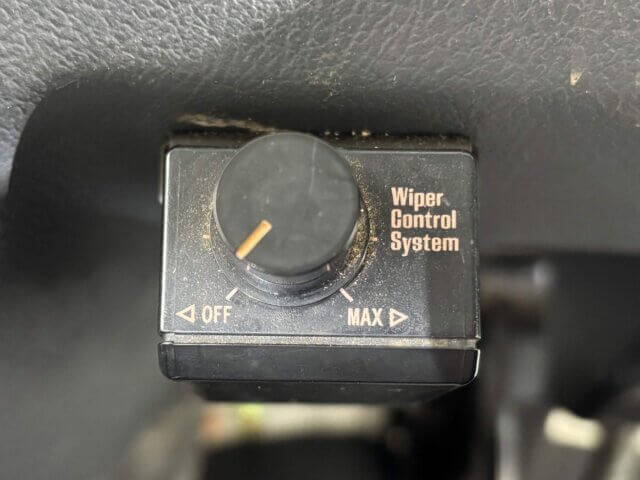 Wiper
Control
System
◁ OFF
MAX ▷